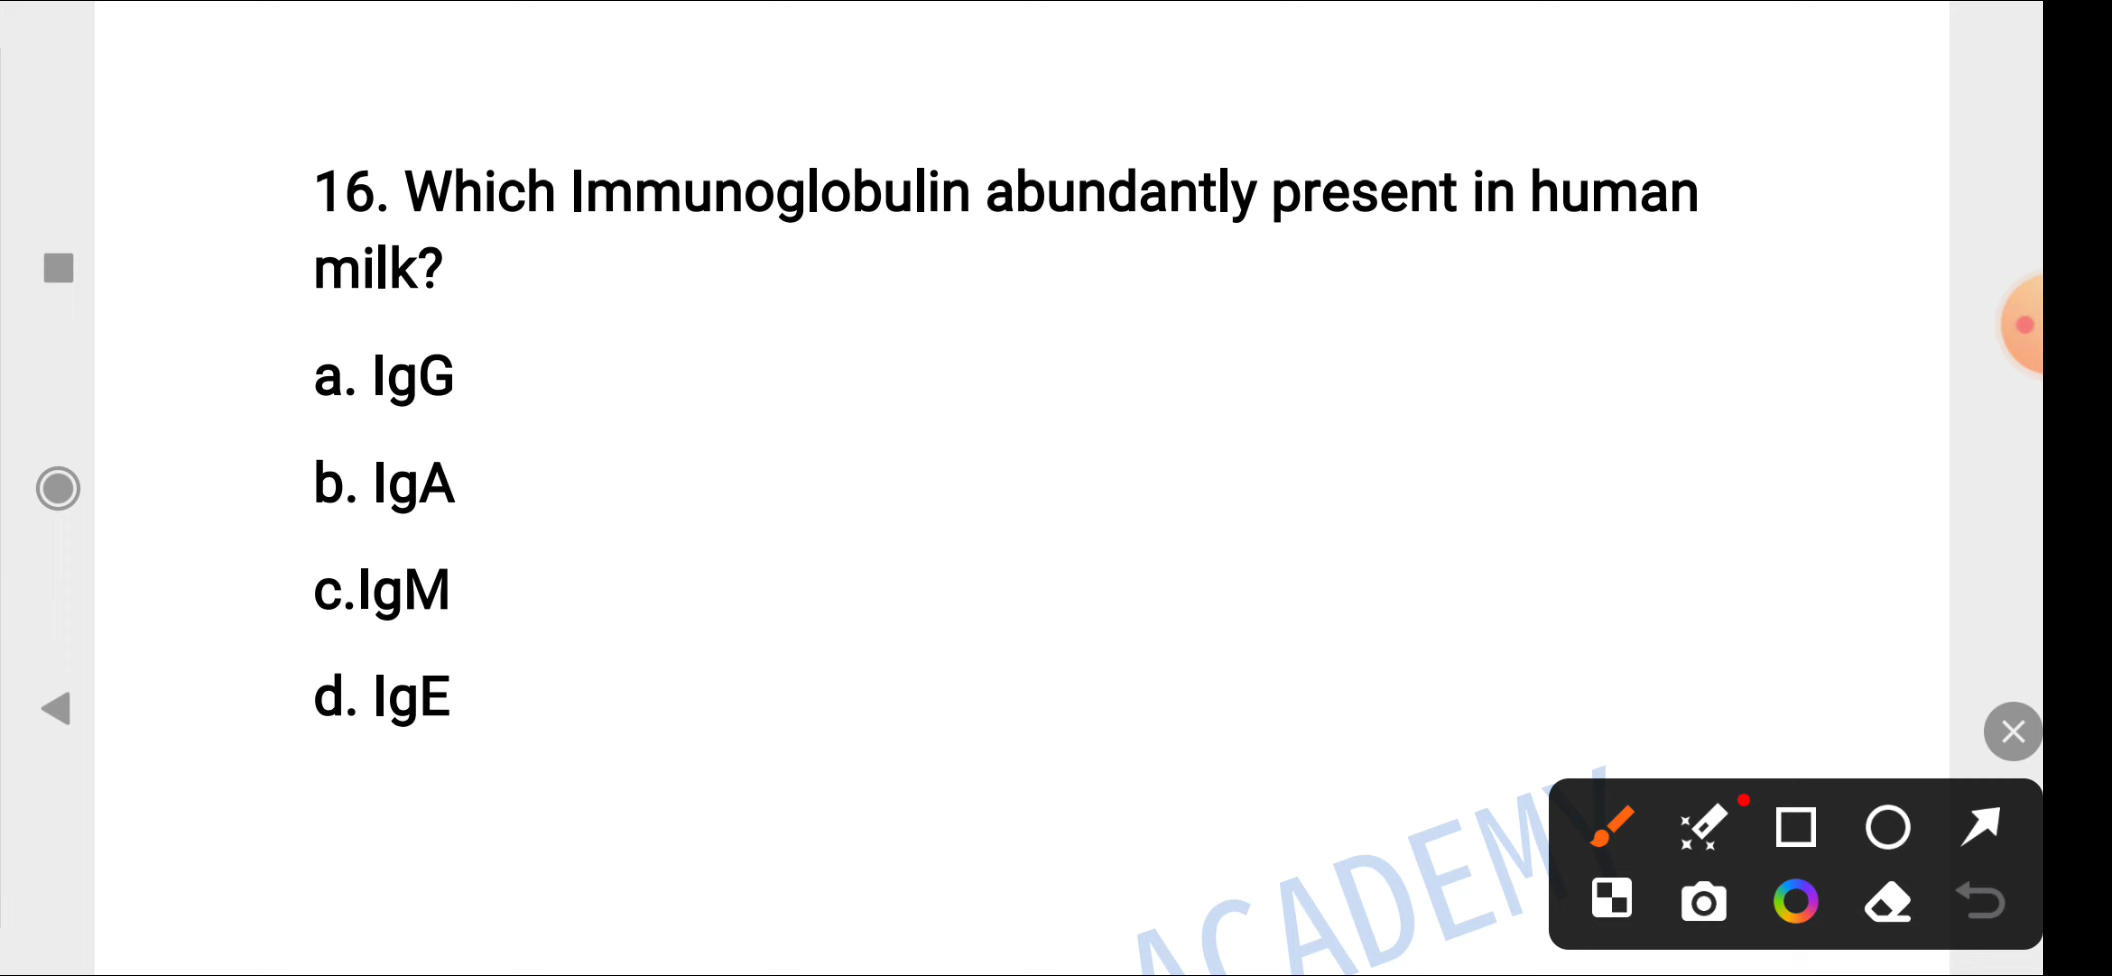 16. Which Immunoglobulin abundantly present in human
milk?
a. IgG
b. IgA
c.IgM
d. IgE
ACADEMY